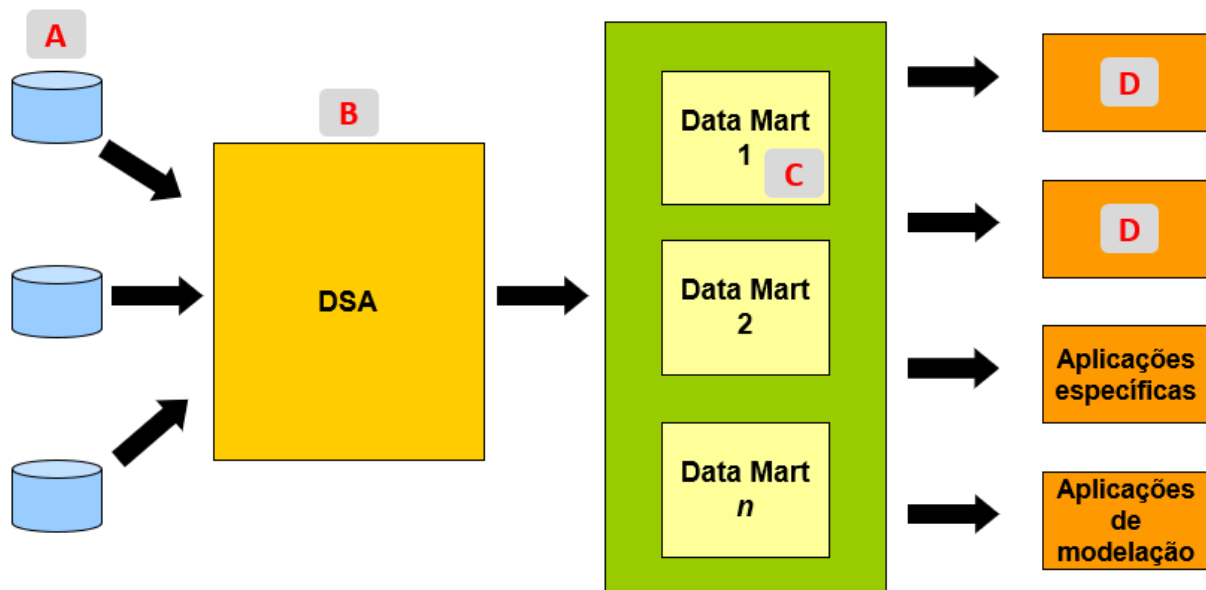 A
B
DSA
Data Mart
1
C
Data Mart
2
Data Mart
n
D
D
Aplicações
específicas
Aplicações
de
modelação